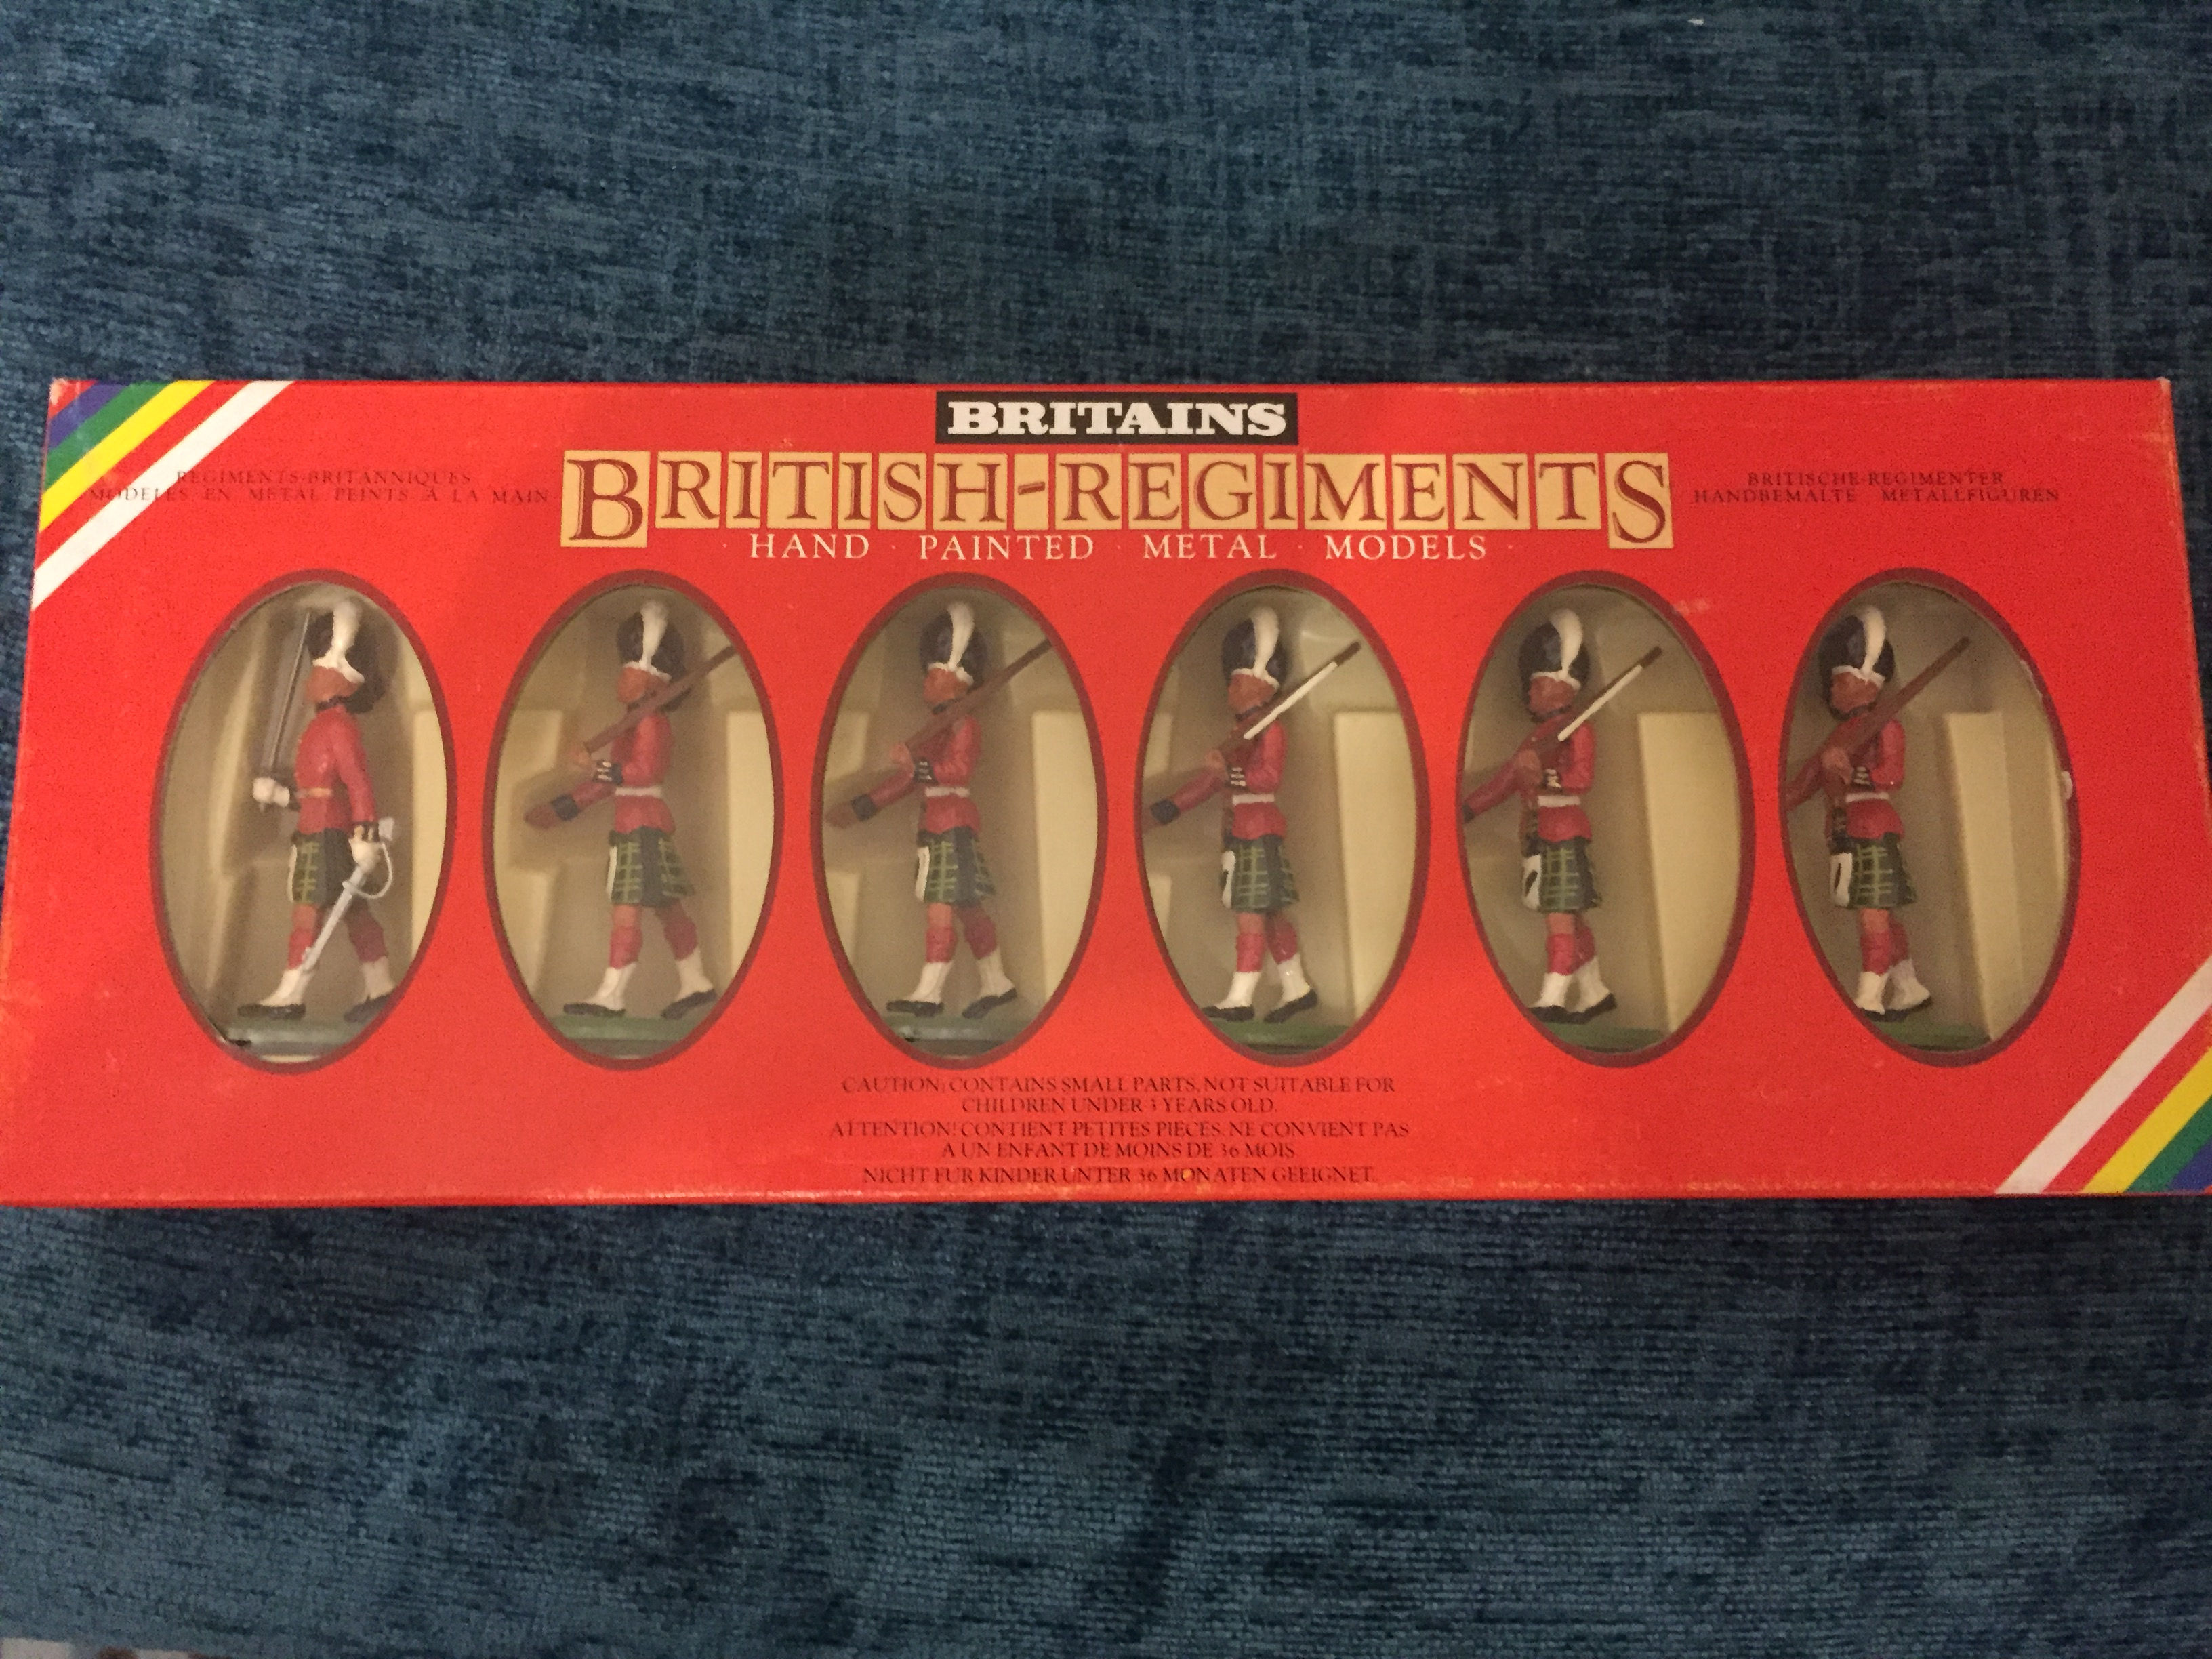 BRITAINS
BRITISH-REGIMENTS
HAND · PAINTED · METAL · MODELS ·
REGIMENTS-BRITANNIQUES
MODELES EN METAL PEINTS A LA MAIN
BRITISCHE-REGIMENTER
HANDBEMALTE METALLFIGUREN
CAUTION: CONTAINS SMALL PARTS, NOT SUITABLE FOR
CHILDREN UNDER 3 YEARS OLD.
ATTENTION! CONTIENT PETITES PIECES. NE CONVIENT PAS
A UN ENFANT DE MOINS DE 36 MOIS
NICHT FUR KINDER UNTER 36 MONATEN GEEIGNET.